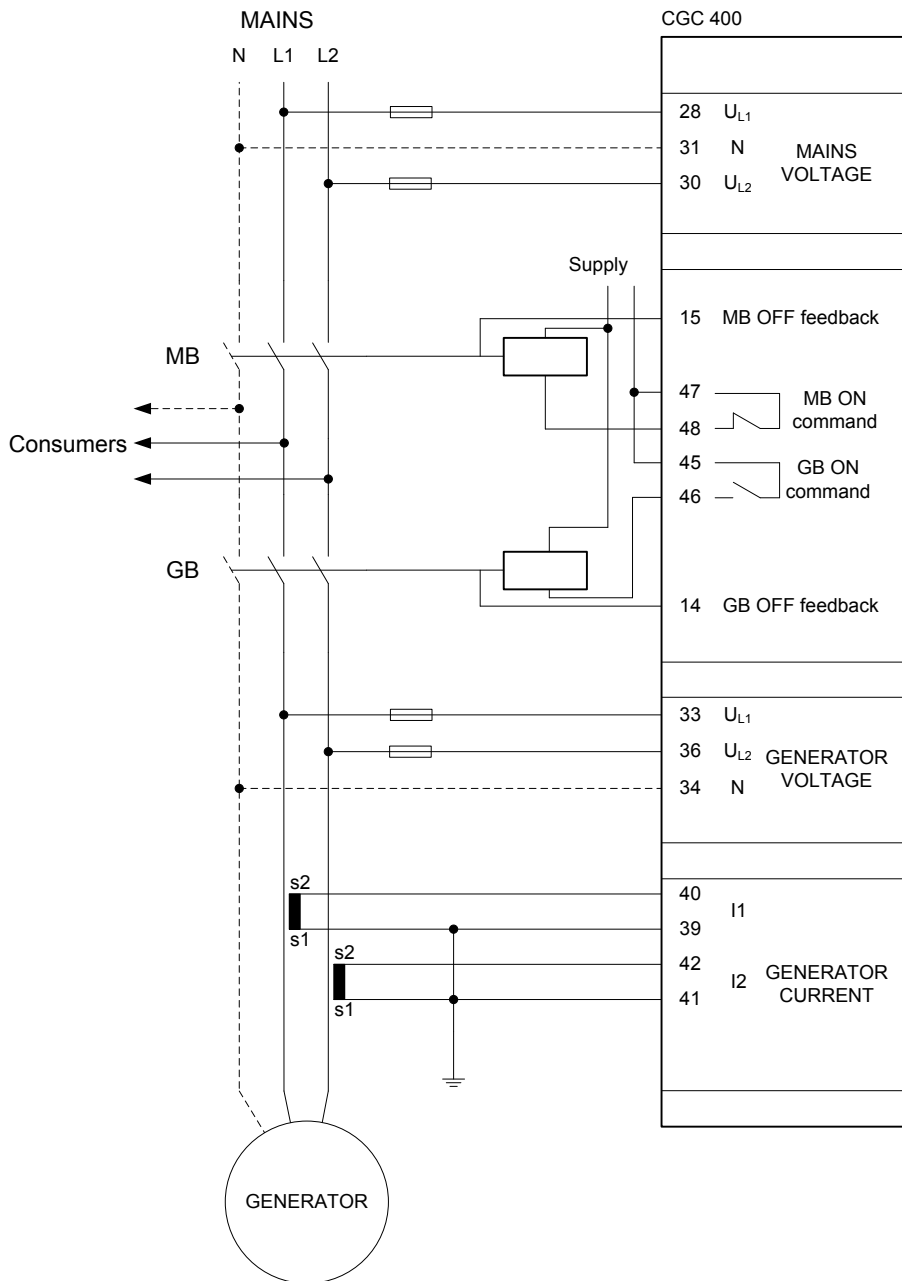 MAINS
CGC 400
N L1 L2
28 UL1
31 N
MAINS
VOLTAGE
30 UL2
Supply
15 MB OFF feedback
MB
47
MB ON
command
48
Consumers
45
GB ON
command
46
GB
14 GB OFF feedback
33 UL1
36 UL2
GENERATOR
VOLTAGE
34 N
s2
40
I1
s1
39
s2
42
I2
GENERATOR
CURRENT
41
s1
GENERATOR